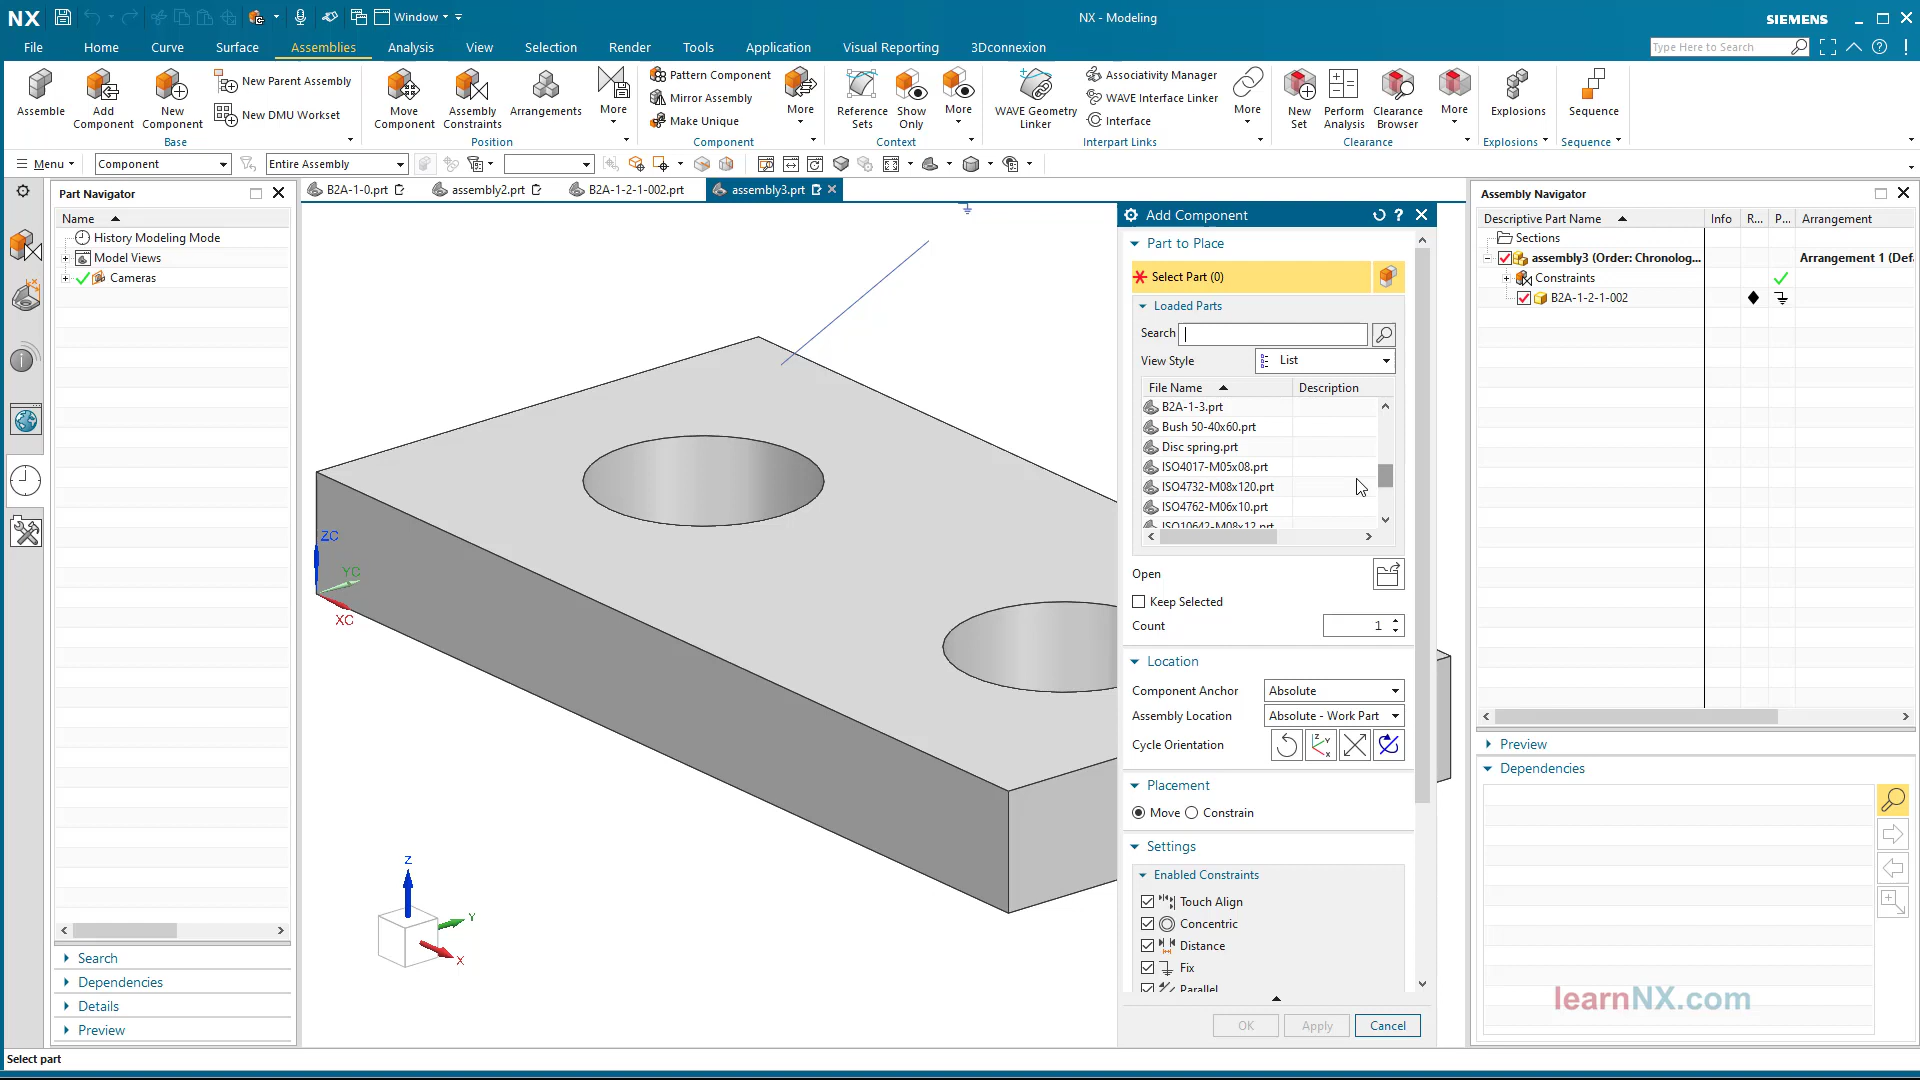 NX
Window
NX - Modeling
SIEMENS
File
Home
Curve
Surface
Assemblies
Analysis
View
Selection
Render
Tools
Application
Visual Reporting
3Dconnexion
Type Here to Search
Assemble
Add Component
New Component
New Parent Assembly
New DMU Workset
Base
Move Component
Assembly Constraints
Arrangements
More
Position
Pattern Component
Mirror Assembly
Make Unique
More
Component
Reference Sets
Show Only
More
Context
WAVE Geometry Linker
Associativity Manager
WAVE Interface Linker
Interface
More
Interpart Links
New Set
Perform Analysis
Clearance Browser
More
Clearance
Explosions
Explosions
Sequence
Sequence
Menu
Component
Entire Assembly
Part Navigator
Name
History Modeling Mode
Model Views
Cameras
Search
Dependencies
Details
Preview
B2A-1-0.prt
assembly2.prt
B2A-1-2-1-002.prt
assembly3.prt
ZC
YC
XC
Z
Y
X
Add Component
Part to Place
Select Part (0)
Loaded Parts
Search
View Style
List
File Name
Description
B2A-1-3.prt
Bush 50-40x60.prt
Disc spring.prt
ISO4017-M05x08.prt
ISO4732-M08x120.prt
ISO4762-M06x10.prt
ISO10642-M08x12.prt
Open
Keep Selected
Count
1
Location
Component Anchor
Absolute
Assembly Location
Absolute - Work Part
Cycle Orientation
Placement
Move
Constrain
Settings
Enabled Constraints
Touch Align
Concentric
Distance
Fix
Parallel
OK
Apply
Cancel
Assembly Navigator
Descriptive Part Name
Info
R...
P...
Arrangement
Sections
assembly3 (Order: Chronolog...
Arrangement 1 (Def
Constraints
B2A-1-2-1-002
Preview
Dependencies
learnNX.com
Select part